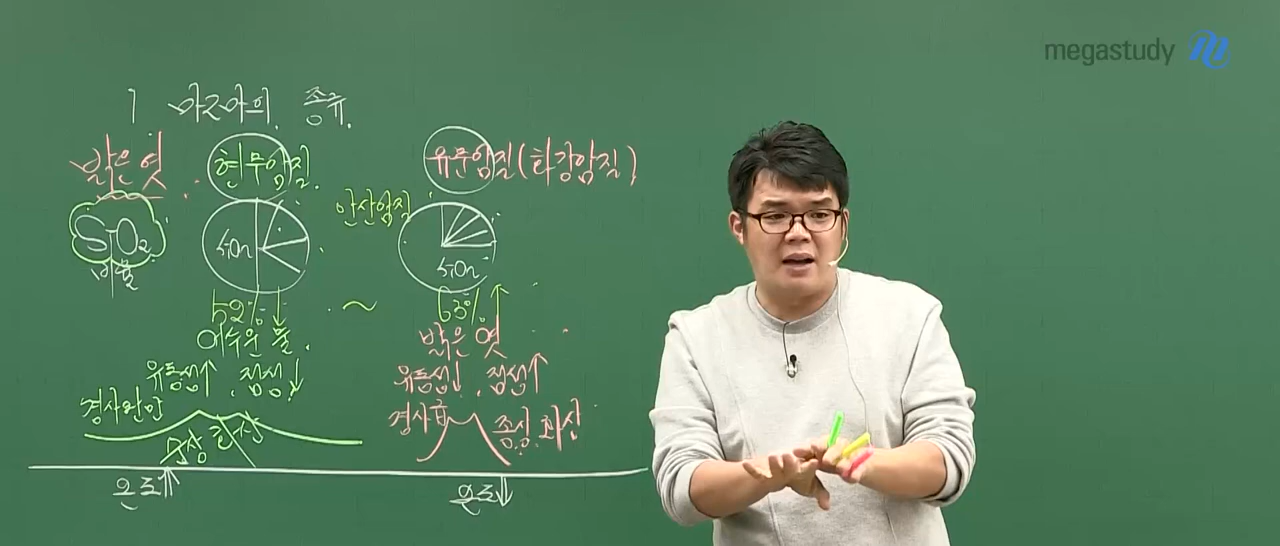 megastudy
1 마그마의 종류.
밝은 엿 현무암질. 유문암질(화강암질)
SiO₂ 안산암질
SiO₂ SiO₂
52%↓ ~ 63%↑
어두운 물. 밝은 엿
유동성↑. 점성↓ 유동성↓. 점성↑
경사완만 경사급 종상화산
순상화산
온도↑ 온도↓